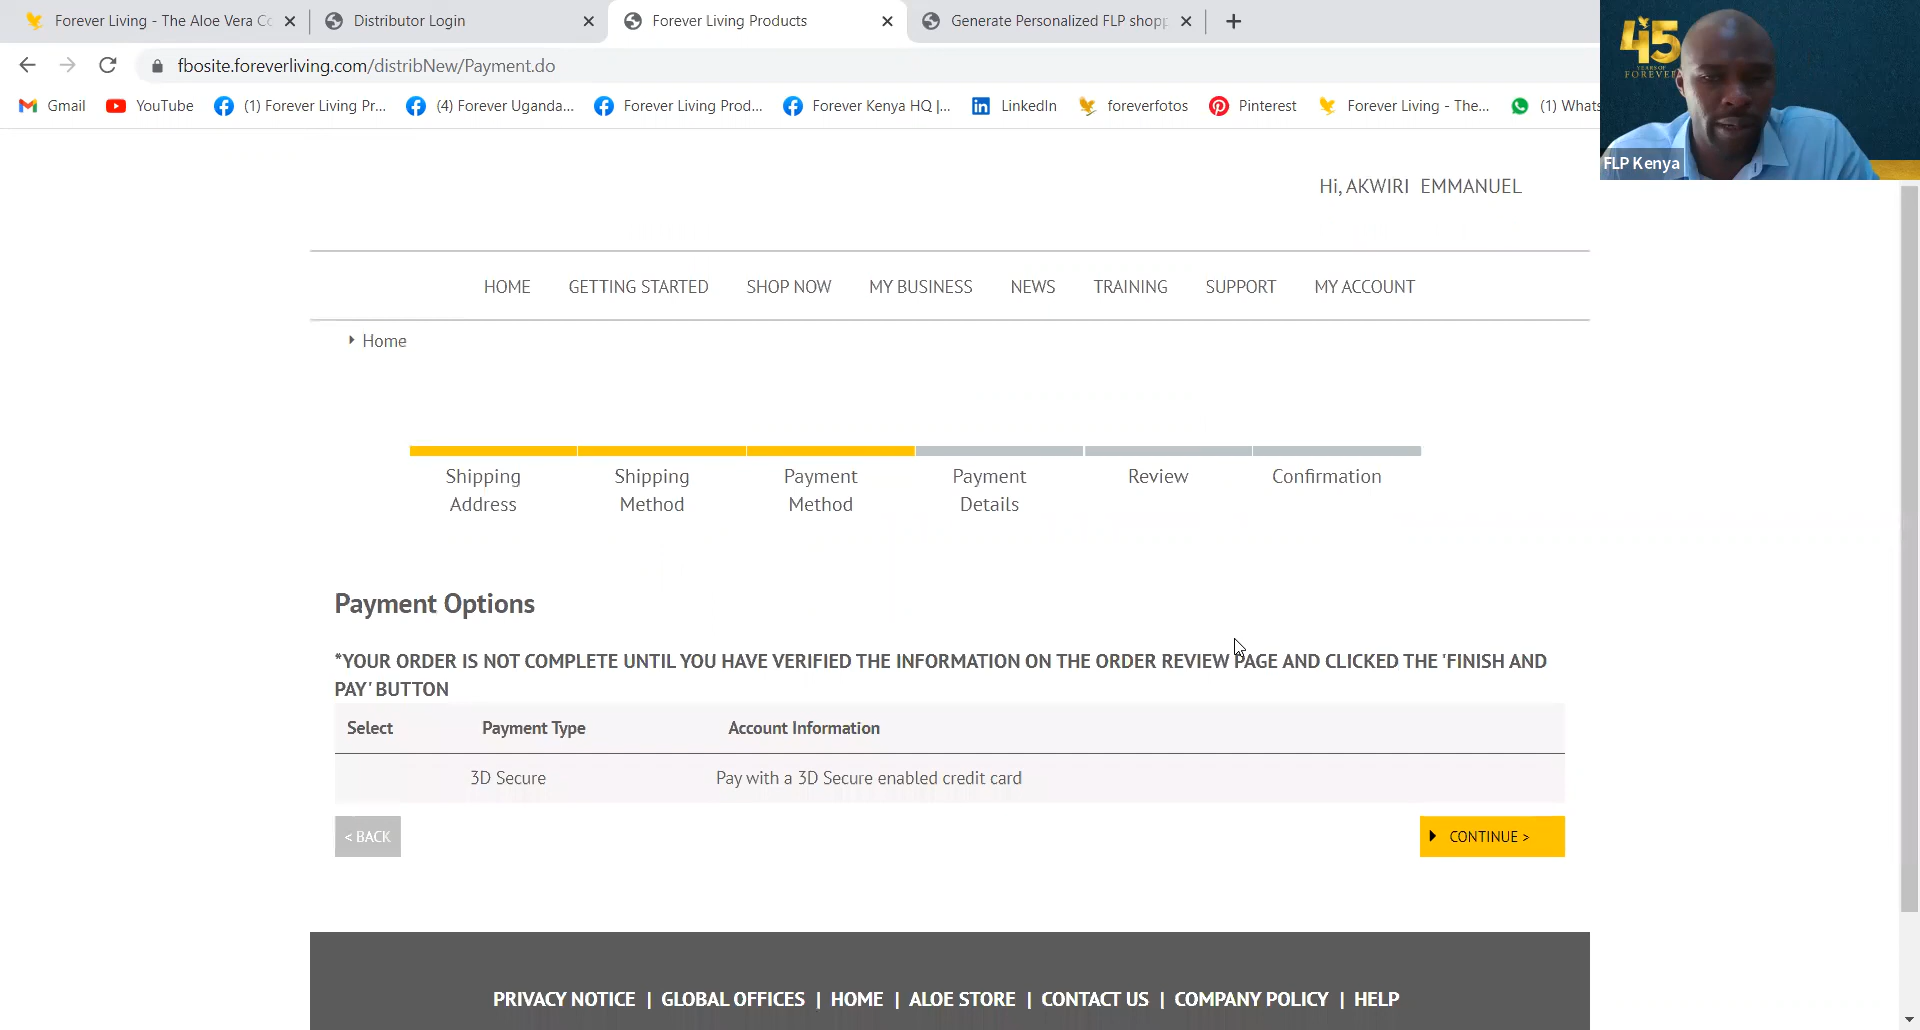 Forever Living - The Aloe Vera Co
Distributor Login
Forever Living Products
Generate Personalized FLP shopp
fbosite.foreverliving.com/distribNew/Payment.do
Gmail
YouTube
(1) Forever Living Pr...
(4) Forever Uganda...
Forever Living Prod...
Forever Kenya HQ |...
LinkedIn
foreverfotos
Pinterest
Forever Living - The...
(1) Whats
45
YEARS OF
FOREVER
FLP Kenya
Hi, AKWIRI EMMANUEL
HOME GETTING STARTED SHOP NOW MY BUSINESS NEWS TRAINING SUPPORT MY ACCOUNT
Home
Shipping Address
Shipping Method
Payment Method
Payment Details
Review
Confirmation
Payment Options
*YOUR ORDER IS NOT COMPLETE UNTIL YOU HAVE VERIFIED THE INFORMATION ON THE ORDER REVIEW PAGE AND CLICKED THE 'FINISH AND
PAY' BUTTON
Select Payment Type Account Information
3D Secure Pay with a 3D Secure enabled credit card
< BACK
CONTINUE >
PRIVACY NOTICE | GLOBAL OFFICES | HOME | ALOE STORE | CONTACT US | COMPANY POLICY | HELP